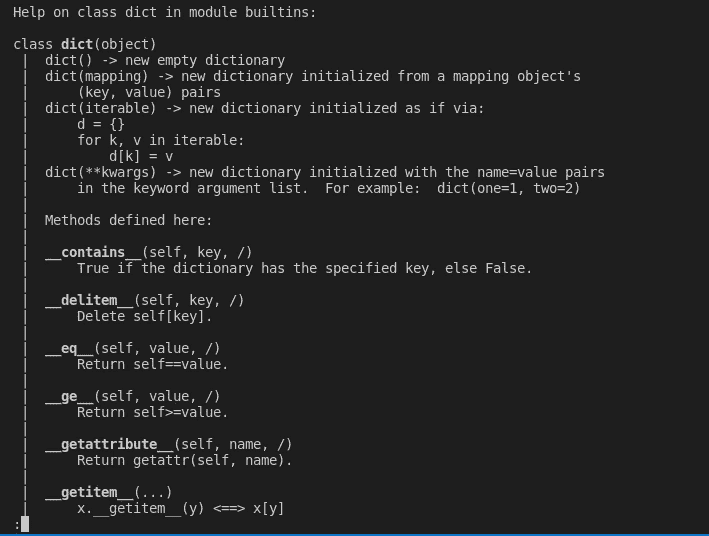 Help on class dict in module builtins:

class dict(object)
 |  dict() -> new empty dictionary
 |  dict(mapping) -> new dictionary initialized from a mapping object's
 |      (key, value) pairs
 |  dict(iterable) -> new dictionary initialized as if via:
 |      d = {}
 |      for k, v in iterable:
 |          d[k] = v
 |  dict(**kwargs) -> new dictionary initialized with the name=value pairs
 |      in the keyword argument list.  For example:  dict(one=1, two=2)
 |
 |  Methods defined here:
 |
 |  __contains__(self, key, /)
 |      True if the dictionary has the specified key, else False.
 |
 |  __delitem__(self, key, /)
 |      Delete self[key].
 |
 |  __eq__(self, value, /)
 |      Return self==value.
 |
 |  __ge__(self, value, /)
 |      Return self>=value.
 |
 |  __getattribute__(self, name, /)
 |      Return getattr(self, name).
 |
 |  __getitem__(...)
 |      x.__getitem__(y) <==> x[y]
: